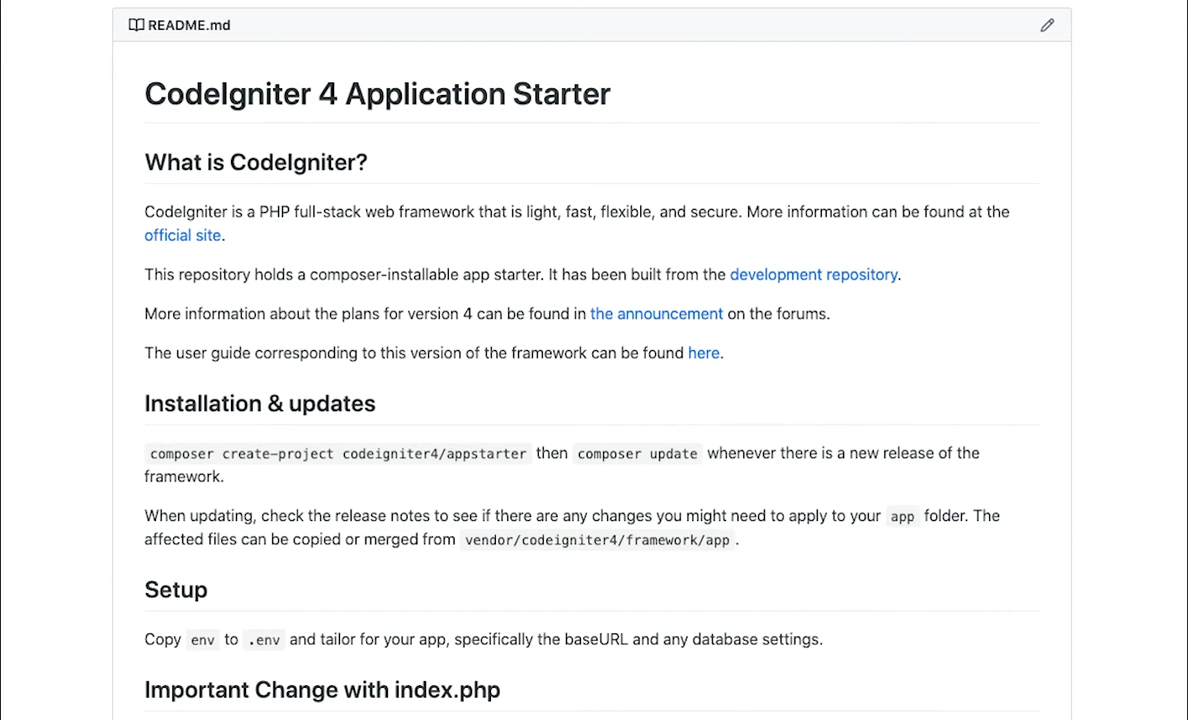 README.md
CodeIgniter 4 Application Starter
What is CodeIgniter?
CodeIgniter is a PHP full-stack web framework that is light, fast, flexible, and secure. More information can be found at the
official site.
This repository holds a composer-installable app starter. It has been built from the development repository.
More information about the plans for version 4 can be found in the announcement on the forums.
The user guide corresponding to this version of the framework can be found here.
Installation & updates
composer create-project codeigniter4/appstarter then composer update whenever there is a new release of the
framework.
When updating, check the release notes to see if there are any changes you might need to apply to your app folder. The
affected files can be copied or merged from vendor/codeigniter4/framework/app .
Setup
Copy env to .env and tailor for your app, specifically the baseURL and any database settings.
Important Change with index.php